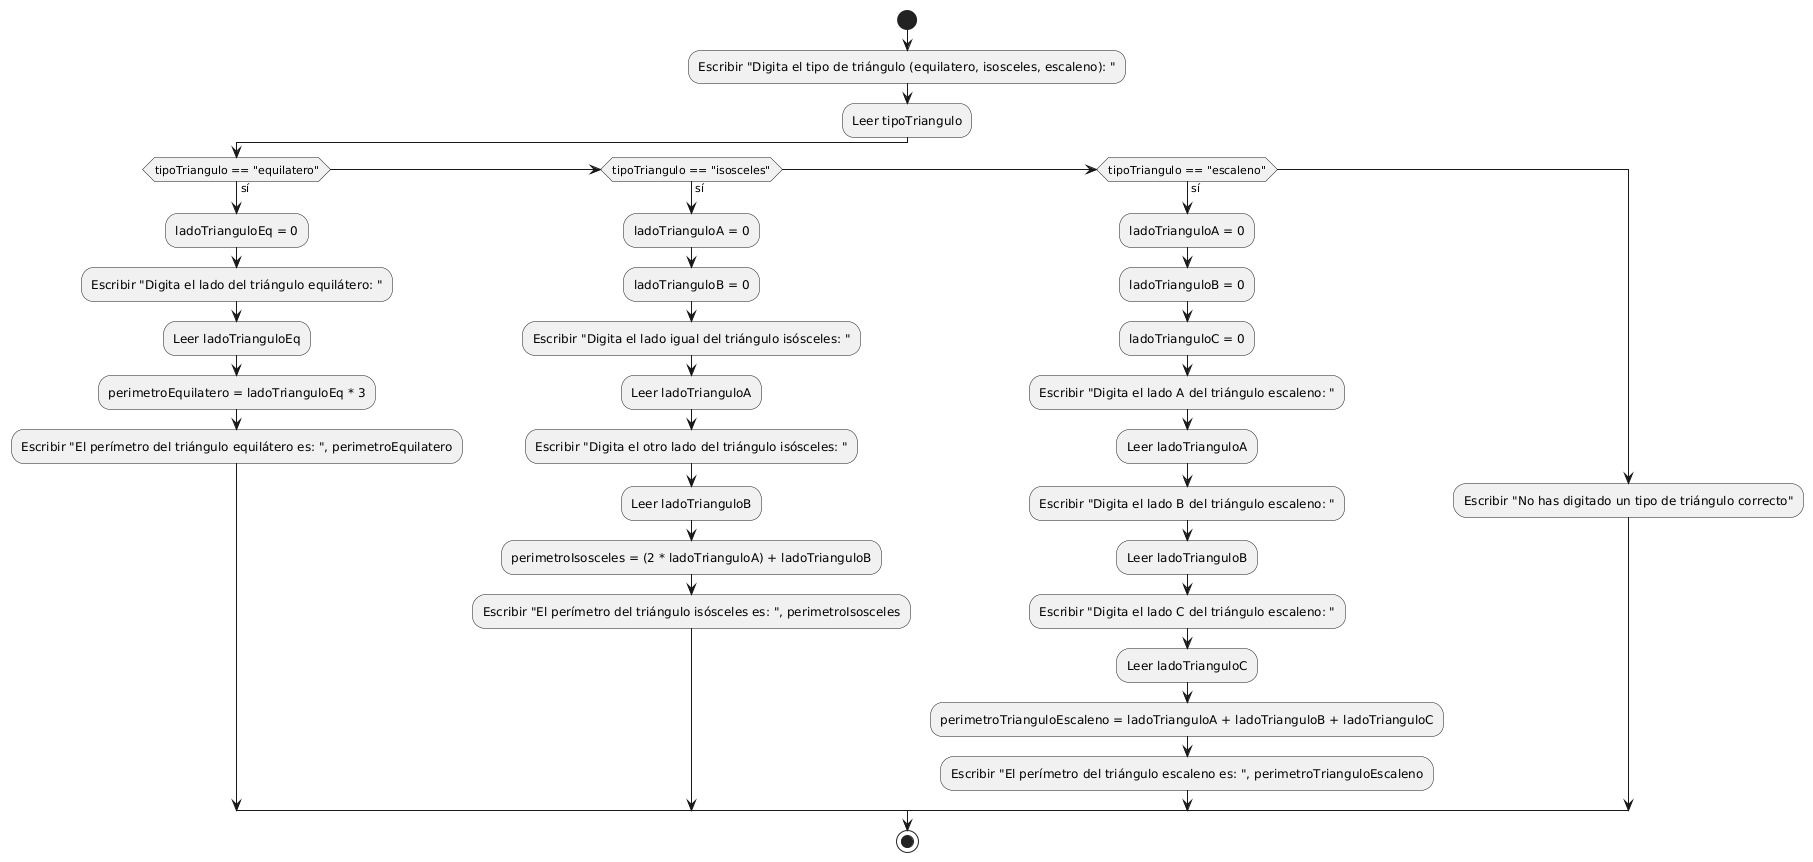 Escribir "Digita el tipo de triángulo (equilatero, isosceles, escaleno): "
Leer tipoTriangulo
tipoTriangulo == "equilatero"
sí
ladoTrianguloEq = 0
Escribir "Digita el lado del triángulo equilátero: "
Leer ladoTrianguloEq
perimetroEquilatero = ladoTrianguloEq * 3
Escribir "El perímetro del triángulo equilátero es: ", perimetroEquilatero
tipoTriangulo == "isosceles"
sí
ladoTrianguloA = 0
ladoTrianguloB = 0
Escribir "Digita el lado igual del triángulo isósceles: "
Leer ladoTrianguloA
Escribir "Digita el otro lado del triángulo isósceles: "
Leer ladoTrianguloB
perimetroIsosceles = (2 * ladoTrianguloA) + ladoTrianguloB
Escribir "El perímetro del triángulo isósceles es: ", perimetroIsosceles
tipoTriangulo == "escaleno"
sí
ladoTrianguloA = 0
ladoTrianguloB = 0
ladoTrianguloC = 0
Escribir "Digita el lado A del triángulo escaleno: "
Leer ladoTrianguloA
Escribir "Digita el lado B del triángulo escaleno: "
Leer ladoTrianguloB
Escribir "Digita el lado C del triángulo escaleno: "
Leer ladoTrianguloC
perimetroTrianguloEscaleno = ladoTrianguloA + ladoTrianguloB + ladoTrianguloC
Escribir "El perímetro del triángulo escaleno es: ", perimetroTrianguloEscaleno
Escribir "No has digitado un tipo de triángulo correcto"